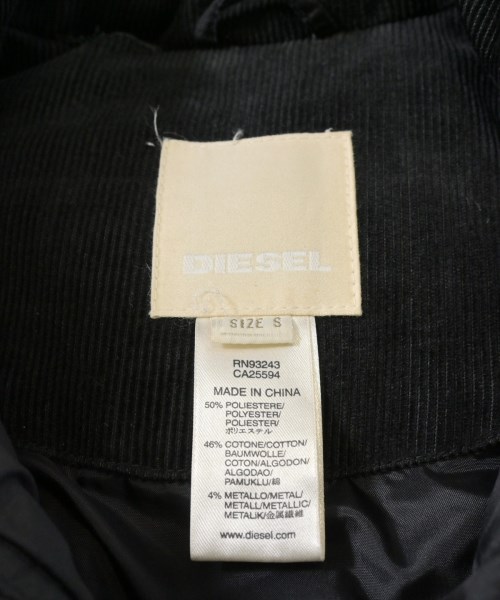 DIESEL
SIZE S
RN93243
CA25594
MADE IN CHINA
50% POLIESTERE/
POLYESTER/
POLIESTER/
ポリエステル
46% COTONE/COTTON/
BAUMWOLLE/
COTON/ALGODON/
ALGODAO/
PAMUKLU/綿
4% METALLO/METAL/
METALL/METALLIC/
METALIK/金属繊維
www.diesel.com